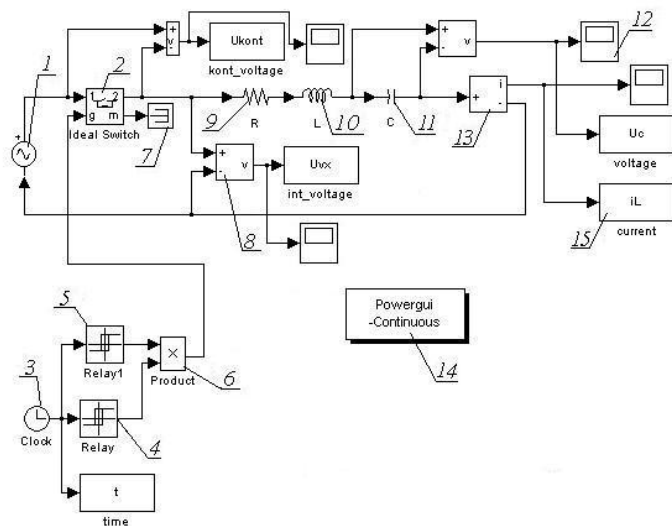 +
v
-
Ukont
kont_voltage
+
v
-
12
1
2
1 2
g m
Ideal Switch
+
7
9
R
L
10
C
11
+
i
-
13
+
v
-
8
Uvx
int_voltage
Uc
voltage
iL
15
current
5
Relay1
×
Product
6
Powergui
-Continuous
14
3
Clock
Relay
4
t
time